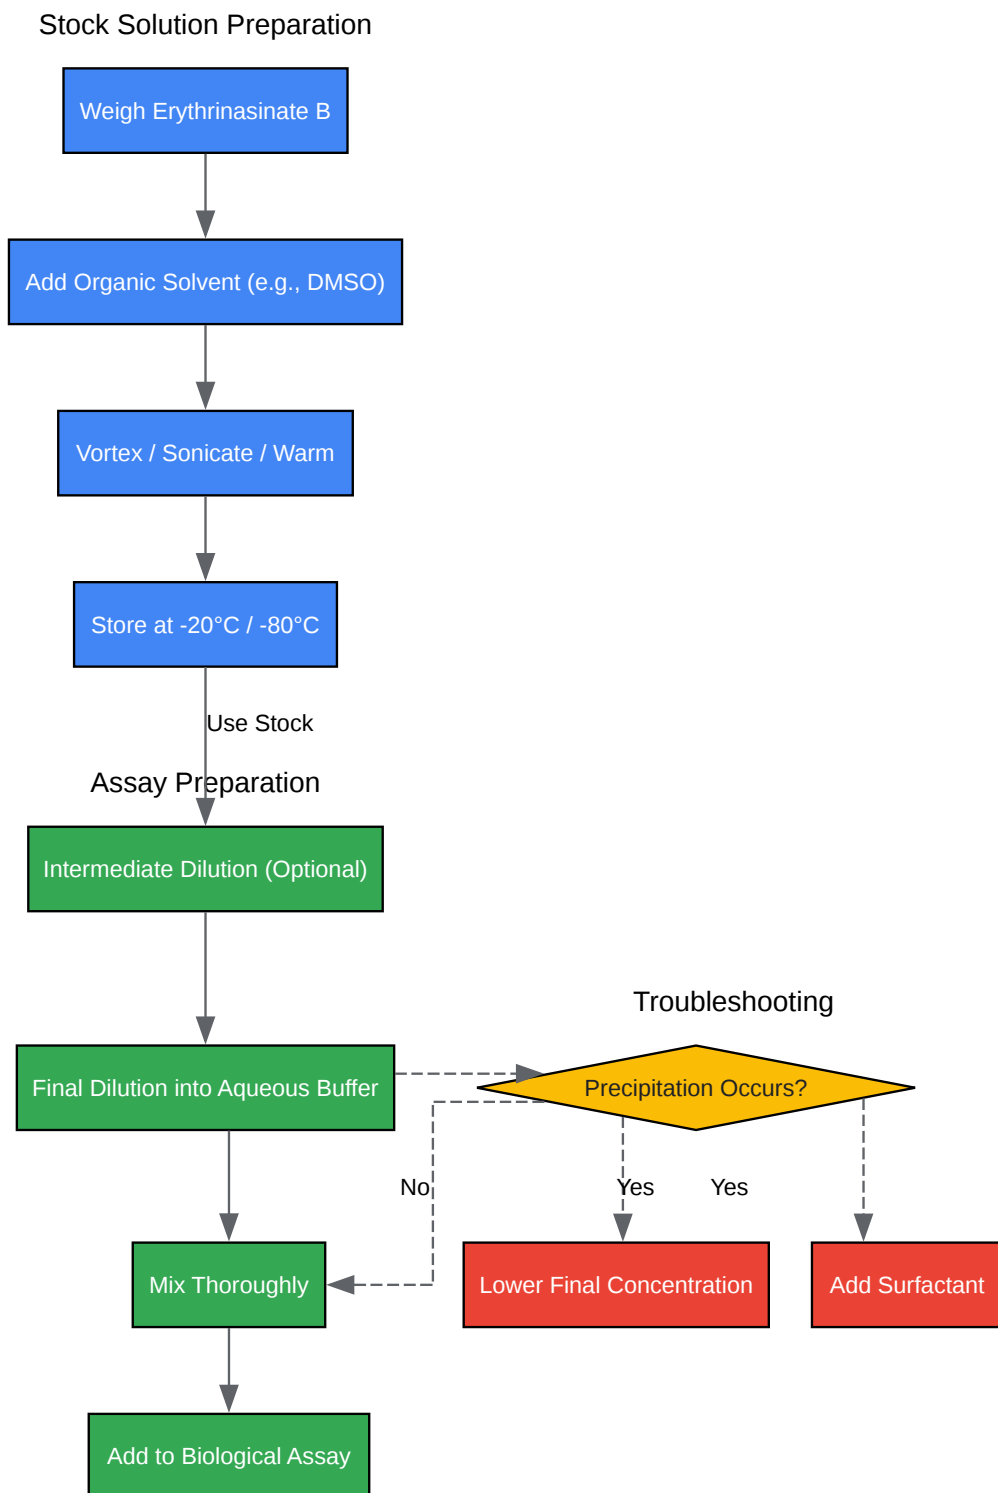 Stock Solution Preparation
Weigh Erythrinasinate B
Add Organic Solvent (e.g., DMSO)
Vortex / Sonicate / Warm
Store at -20°C / -80°C
Use Stock
Assay Preparation
Intermediate Dilution (Optional)
Troubleshooting
Final Dilution into Aqueous Buffer
Precipitation Occurs?
No
Yes
Yes
Mix Thoroughly
Lower Final Concentration
Add Surfactant
Add to Biological Assay